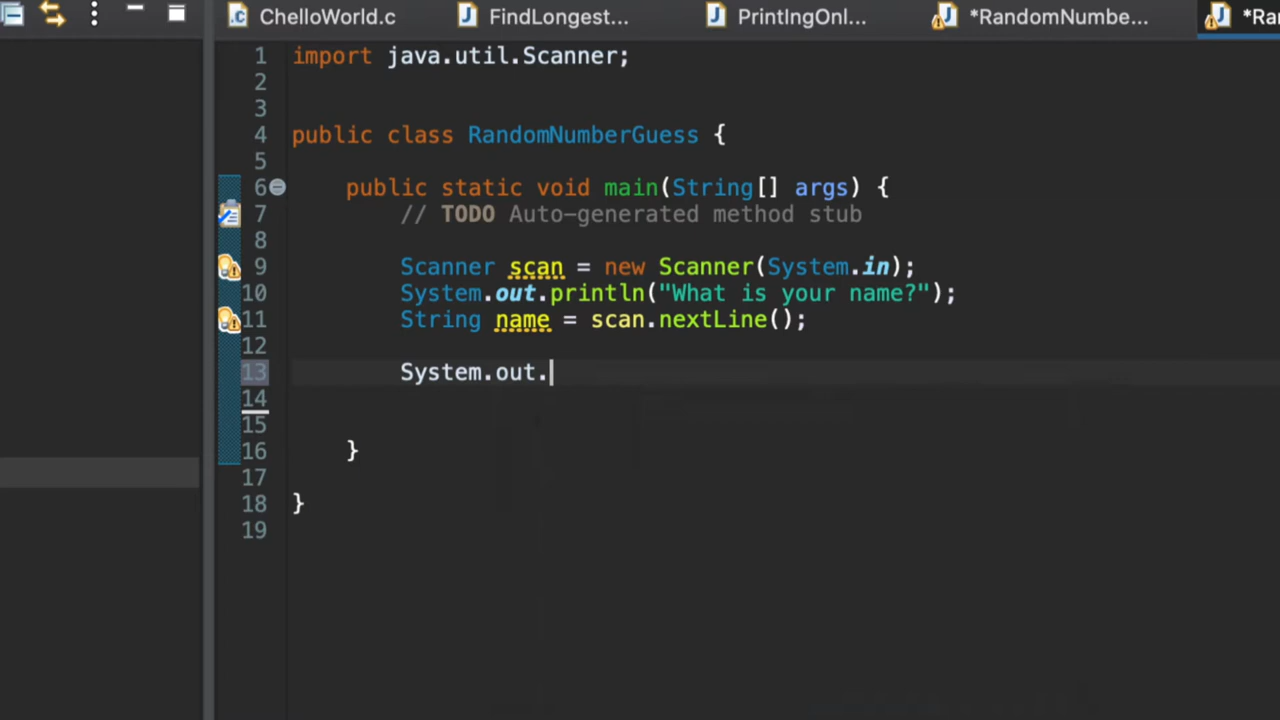 ChelloWorld.c FindLongest... PrintIngOnl... *RandomNumbe... *Ra
1 import java.util.Scanner;
2
3
4 public class RandomNumberGuess {
5
6 public static void main(String[] args) {
7 // TODO Auto-generated method stub
8
9 Scanner scan = new Scanner(System.in);
10 System.out.println("What is your name?");
11 String name = scan.nextLine();
12
13 System.out.
14
15
16 }
17
18 }
19